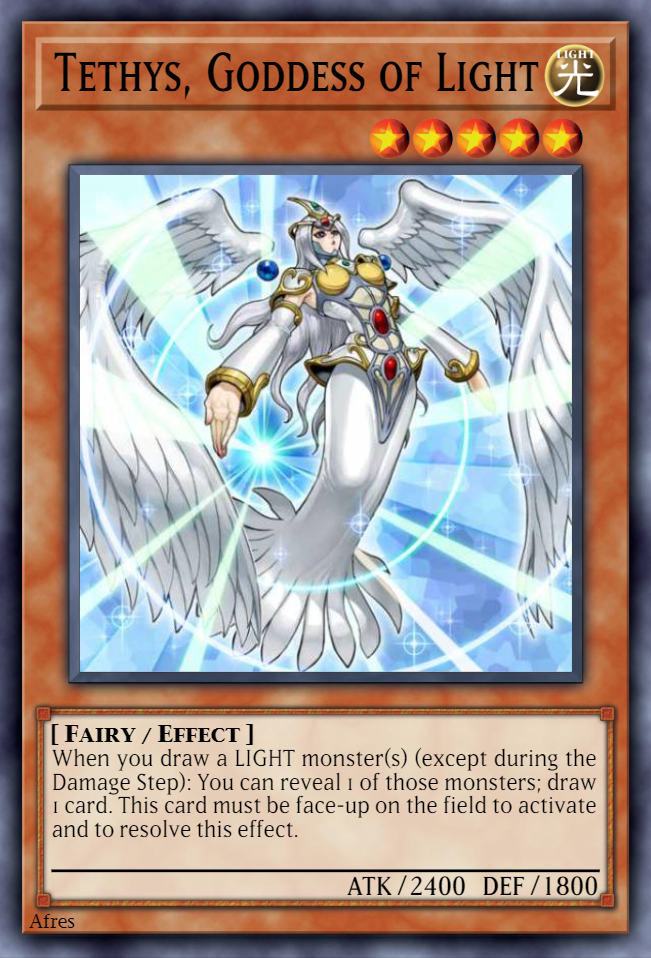 Tethys, Goddess of Light
LIGHT
光
[ Fairy / Effect ]
When you draw a LIGHT monster(s) (except during the
Damage Step): You can reveal 1 of those monsters; draw
1 card. This card must be face-up on the field to activate
and to resolve this effect.
ATK / 2400 DEF / 1800
Afres